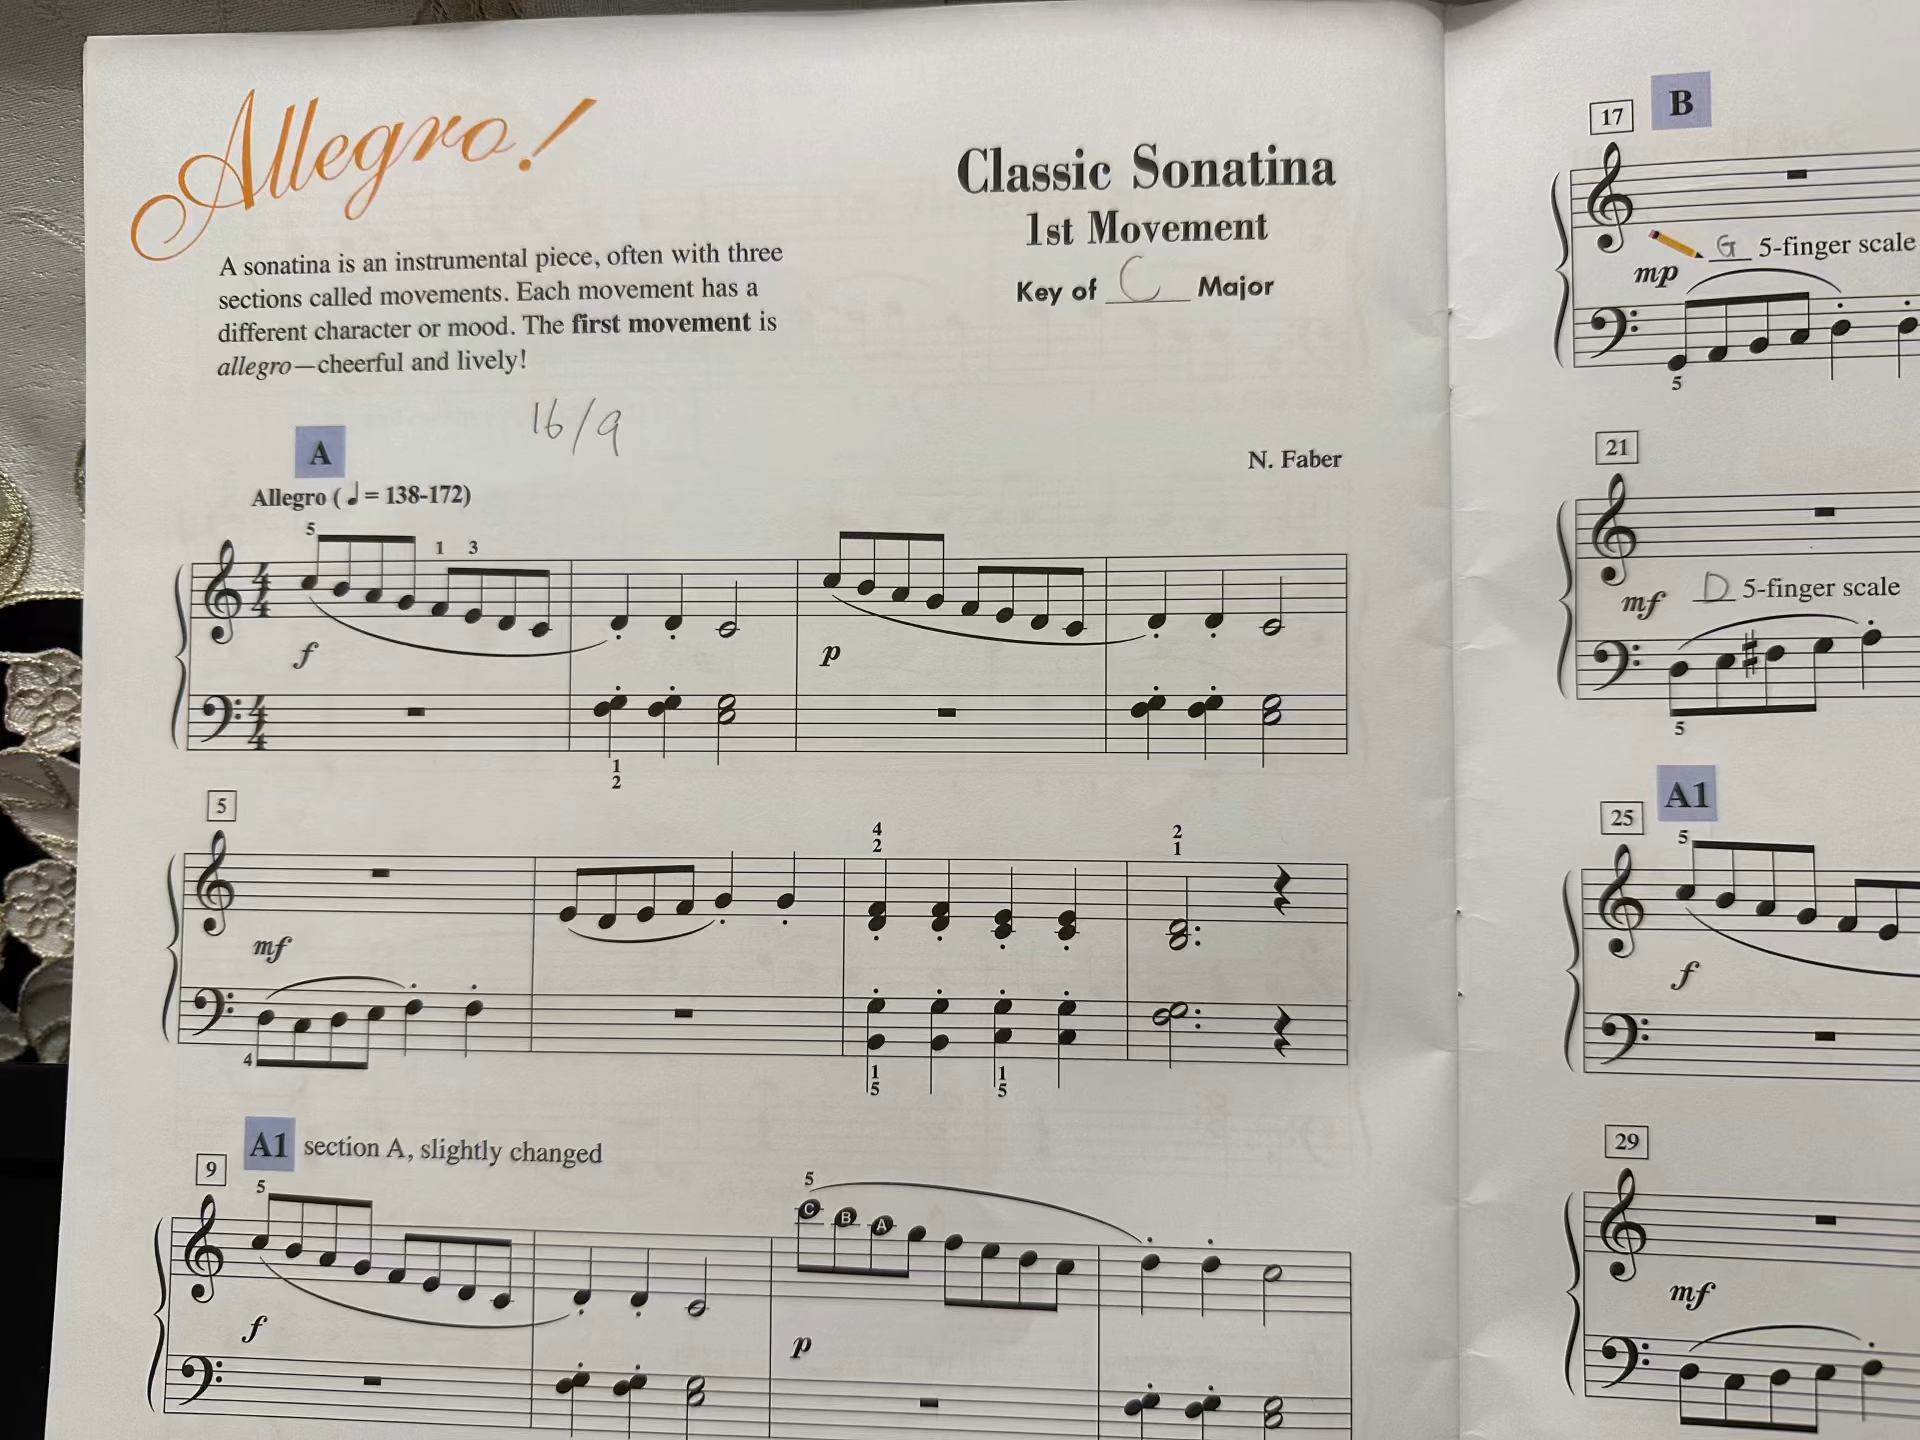 Allegro!
Classic Sonatina
1st Movement
Key of C Major
A sonatina is an instrumental piece, often with three
sections called movements. Each movement has a
different character or mood. The first movement is
allegro—cheerful and lively!
16/9
A
N. Faber
Allegro (♩= 138-172)
5 1 3
4 4
f p
4 4
1
2
5
4 2
2 1
mf
4
1 1
5 5
A1 section A, slightly changed
9
5 5
C B A
f p
17 B
G 5-finger scale
mp
5
21
D 5-finger scale
mf
5
A1
25
5
f
29
mf